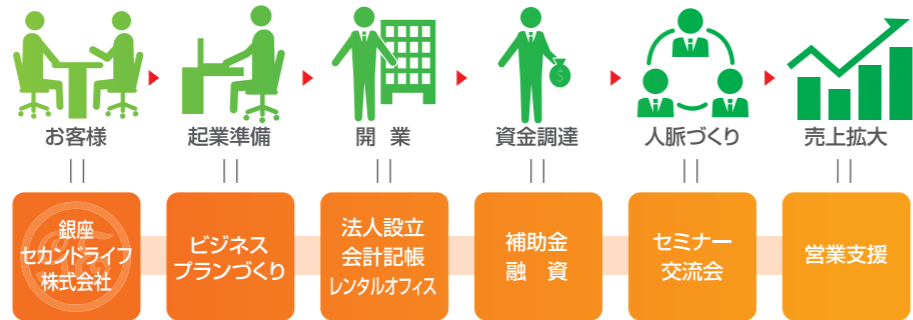 お客様
起業準備
開 業
資金調達
人脈づくり
売上拡大
銀座
セカンドライフ
株式会社
ビジネス
プランづくり
法人設立
会計記帳
レンタルオフィス
補助金
融 資
セミナー
交流会
営業支援